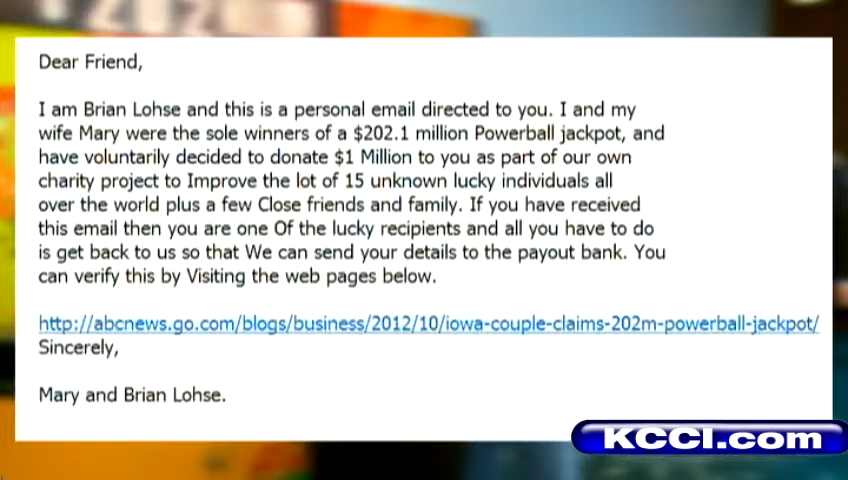 Dear Friend,
I am Brian Lohse and this is a personal email directed to you. I and my
wife Mary were the sole winners of a $202.1 million Powerball jackpot, and
have voluntarily decided to donate $1 Million to you as part of our own
charity project to Improve the lot of 15 unknown lucky individuals all
over the world plus a few Close friends and family. If you have received
this email then you are one Of the lucky recipients and all you have to do
is get back to us so that We can send your details to the payout bank. You
can verify this by Visiting the web pages below.
http://abcnews.go.com/blogs/business/2012/10/iowa-couple-claims-202m-powerball-jackpot/
Sincerely,
Mary and Brian Lohse.
KCCI.com